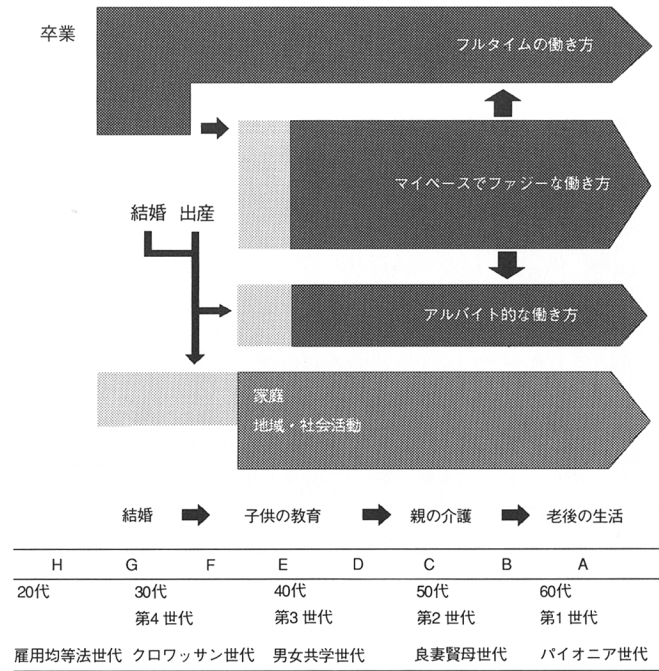 卒業
フルタイムの働き方
マイペースでファジーな働き方
結婚 出産
アルバイト的な働き方
家庭
地域・社会活動
結婚 子供の教育 親の介護 老後の生活
H G F E D C B A
20代 30代 40代 50代 60代
第4世代 第3世代 第2世代 第1世代
雇用均等法世代 クロワッサン世代 男女共学世代 良妻賢母世代 パイオニア世代